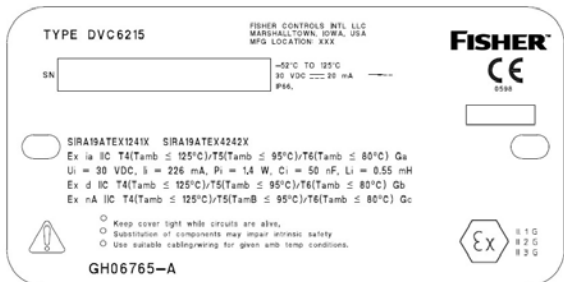 TYPE DVC6215
FISHER CONTROLS INTL LLC
MARSHALLTOWN, IOWA, USA
MFG LOCATION: XXX
FISHER™
SN
-52°C TO 125°C
30 VDC ⎓ 20 mA
IP66.
CE
0598
SIRA19ATEX1241X SIRA19ATEX4242X
Ex ia IIC T4(Tamb ≤ 125°C)/T5(Tamb ≤ 95°C)/T6(Tamb ≤ 80°C) Ga
Ui = 30 VDC, Ii = 226 mA, Pi = 1.4 W, Ci = 50 nF, Li = 0.55 mH
Ex d IIC T4(Tamb ≤ 125°C)/T5(Tamb ≤ 95°C)/T6(Tamb ≤ 80°C) Gb
Ex nA IIC T4(Tamb ≤ 125°C)/T5(TamB ≤ 95°C)/T6(Tamb ≤ 80°C) Gc
Keep cover tight while circuits are alive.
Substitution of components may impair intrinsic safety
Use suitable cabling/wiring for given amb temp conditions.
Ex
II 1 G
II 2 G
II 3 G
GH06765-A